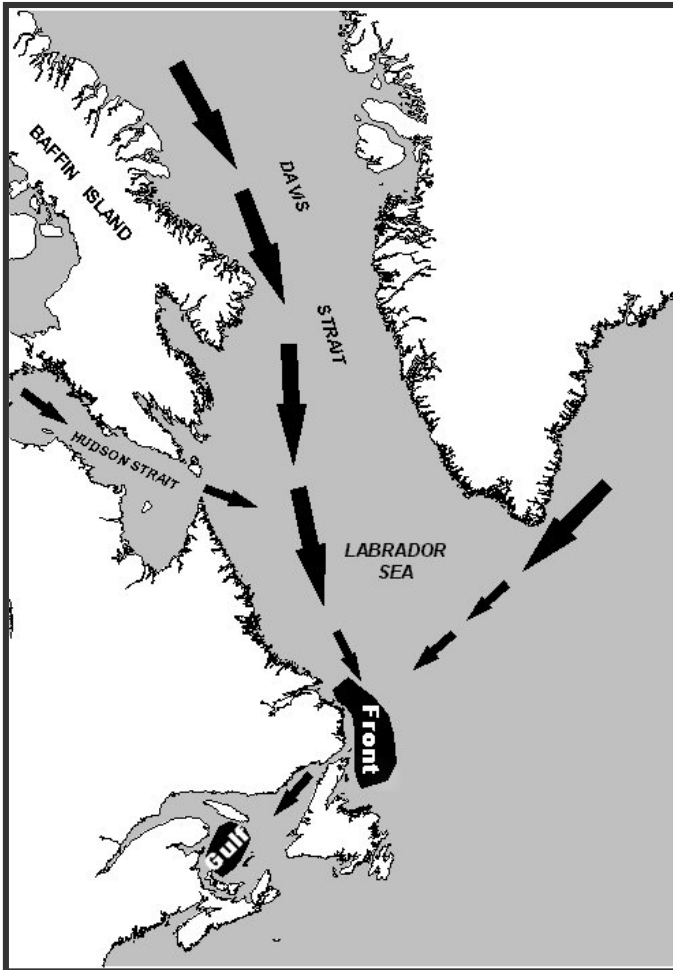 BAFFIN ISLAND
DAVIS
STRAIT
HUDSON STRAIT
LABRADOR
SEA
Front
Gulf